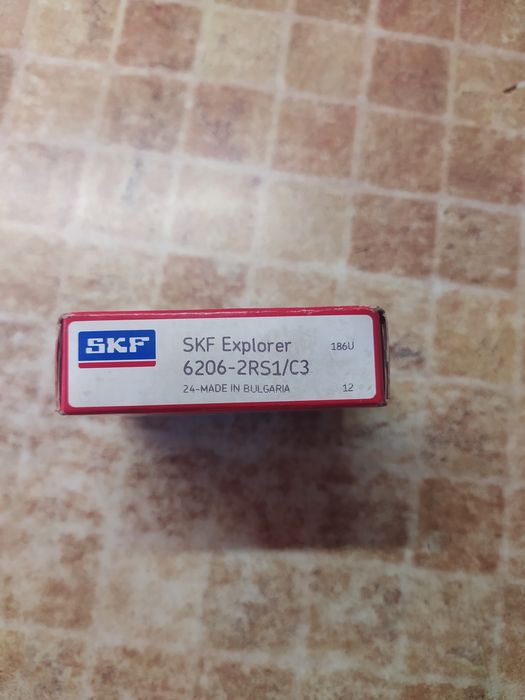 SKF
SKF Explorer 186U
6206-2RS1/C3
24-MADE IN BULGARIA 12